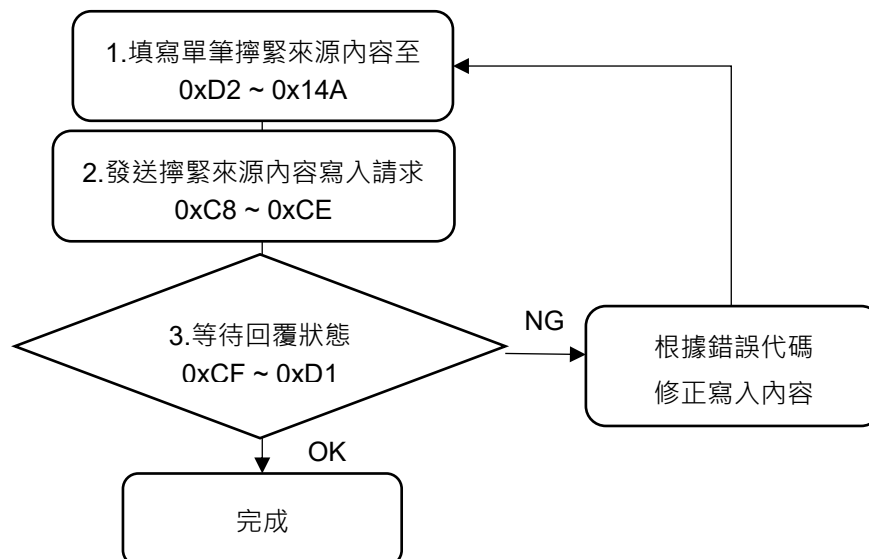 1.填寫單筆擰緊來源內容至
0xD2 ~ 0x14A
2.發送擰緊來源內容寫入請求
0xC8 ~ 0xCE
3.等待回覆狀態
0xCF ~ 0xD1
NG
根據錯誤代碼
修正寫入內容
OK
完成